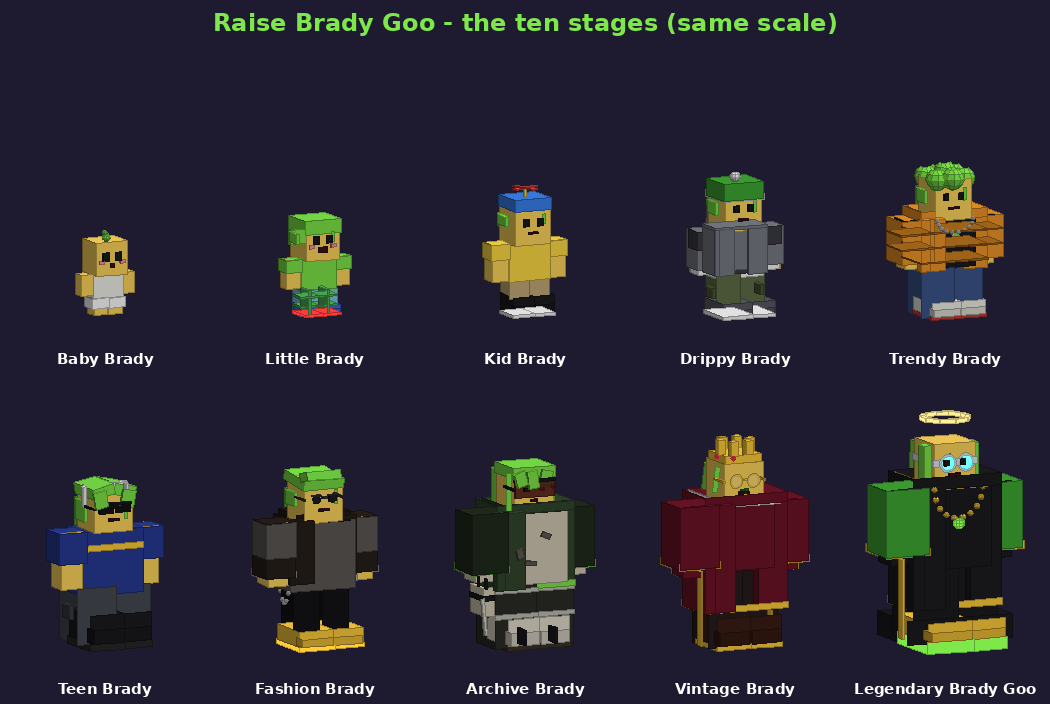 Raise Brady Goo - the ten stages (same scale)
Baby Brady
Little Brady
Kid Brady
Drippy Brady
Trendy Brady
Teen Brady
Fashion Brady
Archive Brady
Vintage Brady
Legendary Brady Goo